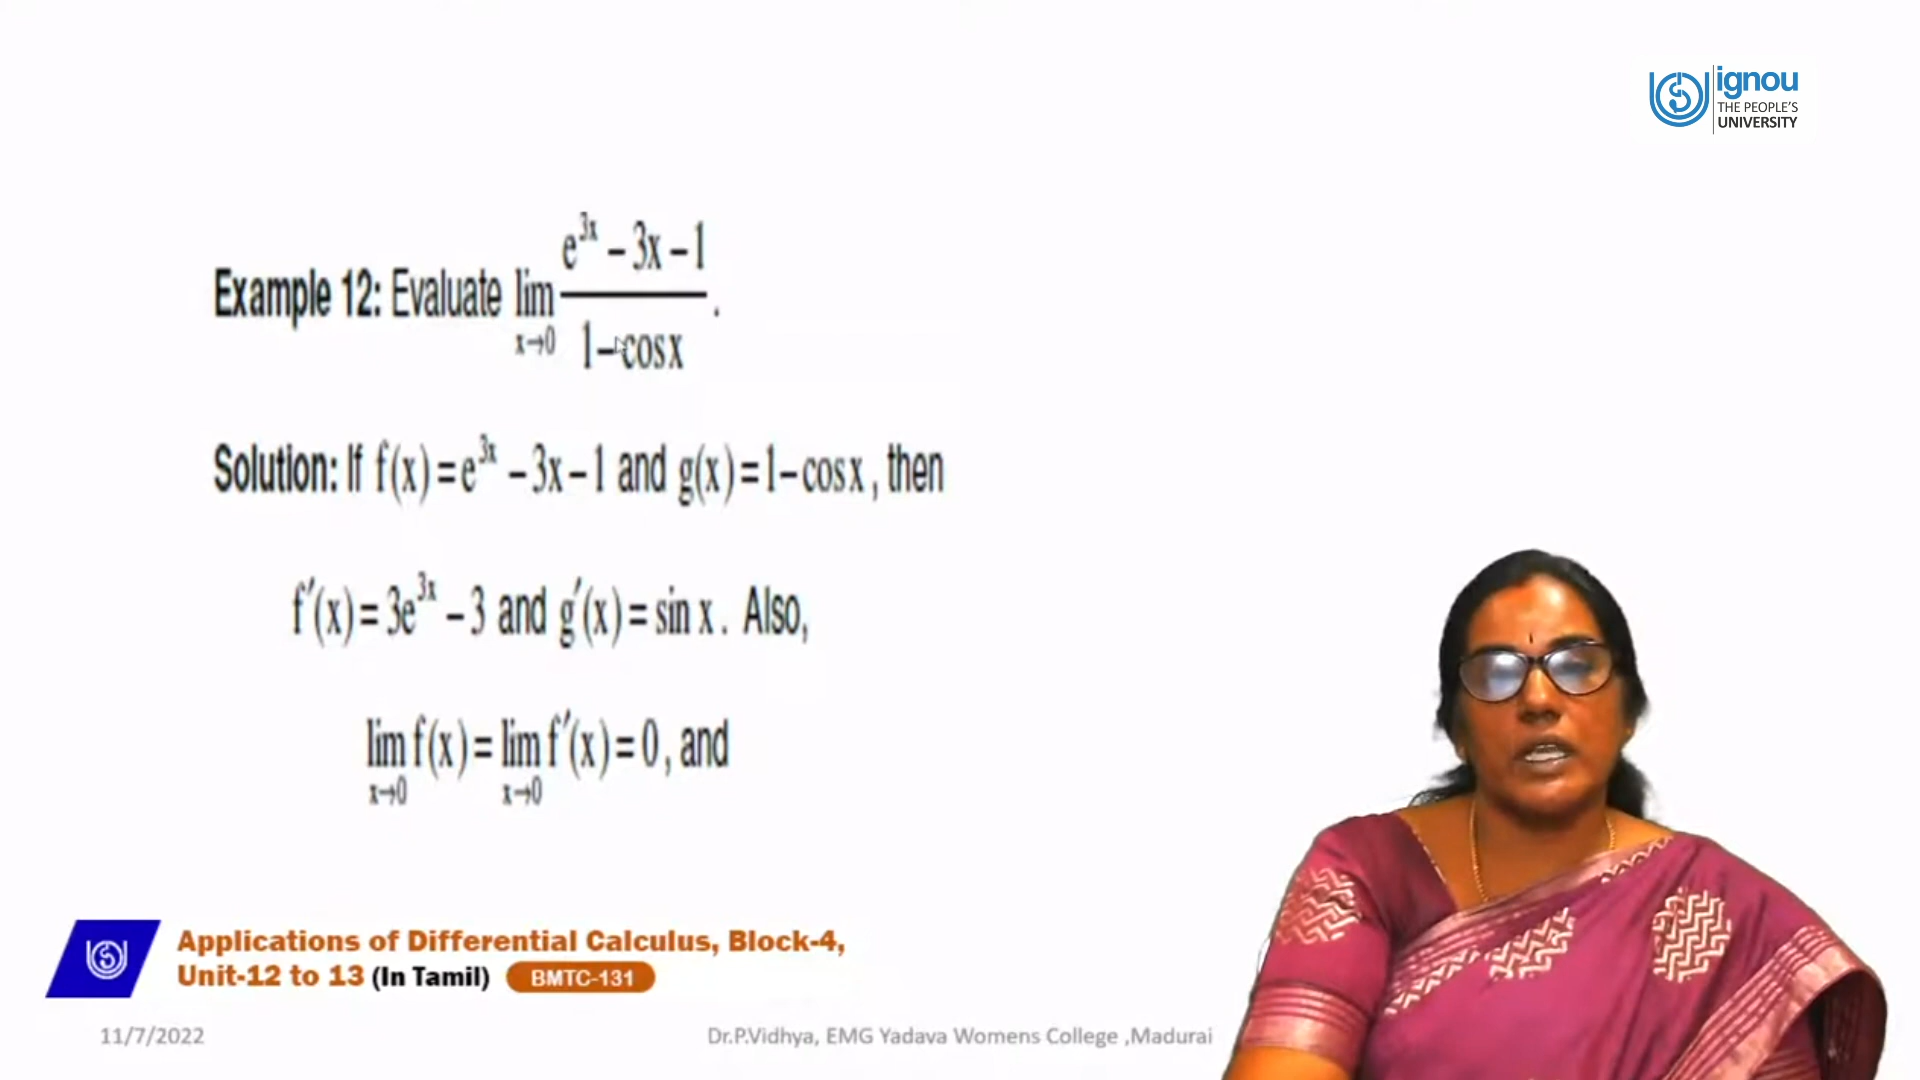 ignou
THE PEOPLE'S
UNIVERSITY
Example 12: Evaluate lim_{x→0} (e^{3x} − 3x − 1)/(1 − cos x).
Solution: If f(x) = e^{3x} − 3x − 1 and g(x) = 1 − cos x, then
f′(x) = 3e^{3x} − 3 and g′(x) = sin x. Also,
lim_{x→0} f(x) = lim_{x→0} f′(x) = 0, and
Applications of Differential Calculus, Block-4,
Unit-12 to 13 (In Tamil) BMTC-131
11/7/2022
Dr.P.Vidhya, EMG Yadava Womens College ,Madurai